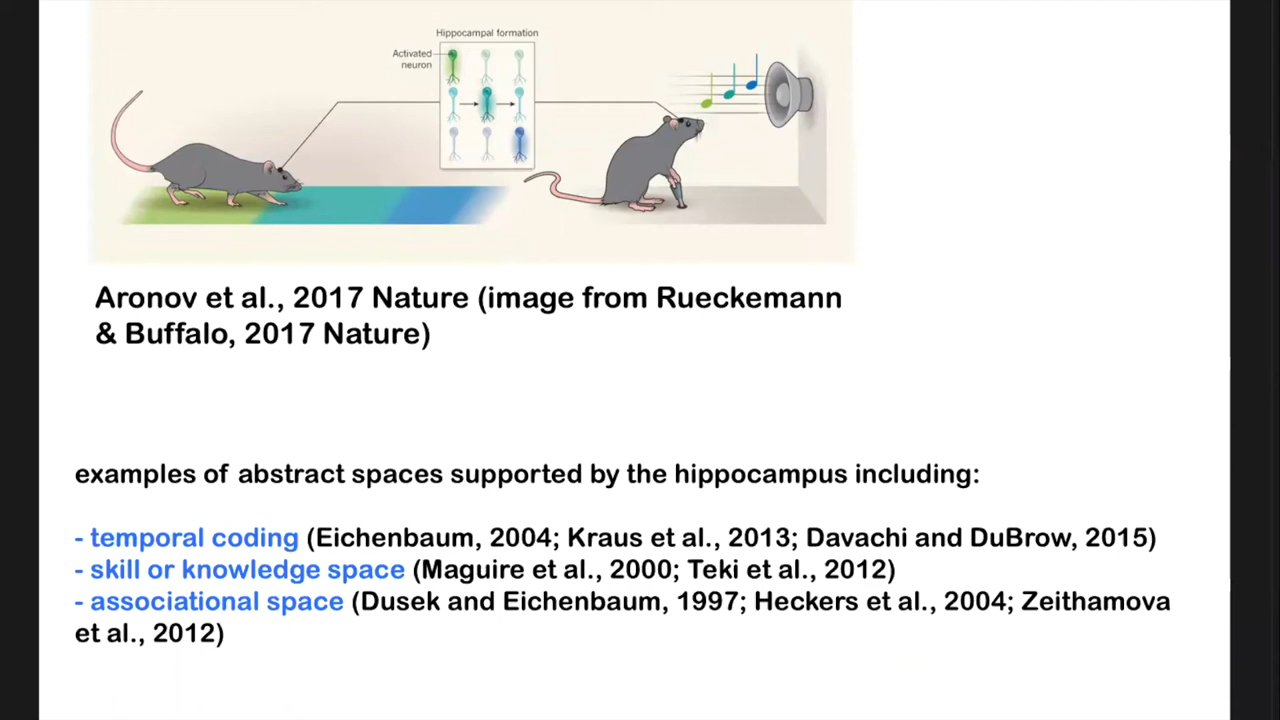 Hippocampal formation
Activated
neuron
Aronov et al., 2017 Nature (image from Rueckemann
& Buffalo, 2017 Nature)
examples of abstract spaces supported by the hippocampus including:
- temporal coding (Eichenbaum, 2004; Kraus et al., 2013; Davachi and DuBrow, 2015)
- skill or knowledge space (Maguire et al., 2000; Teki et al., 2012)
- associational space (Dusek and Eichenbaum, 1997; Heckers et al., 2004; Zeithamova
et al., 2012)